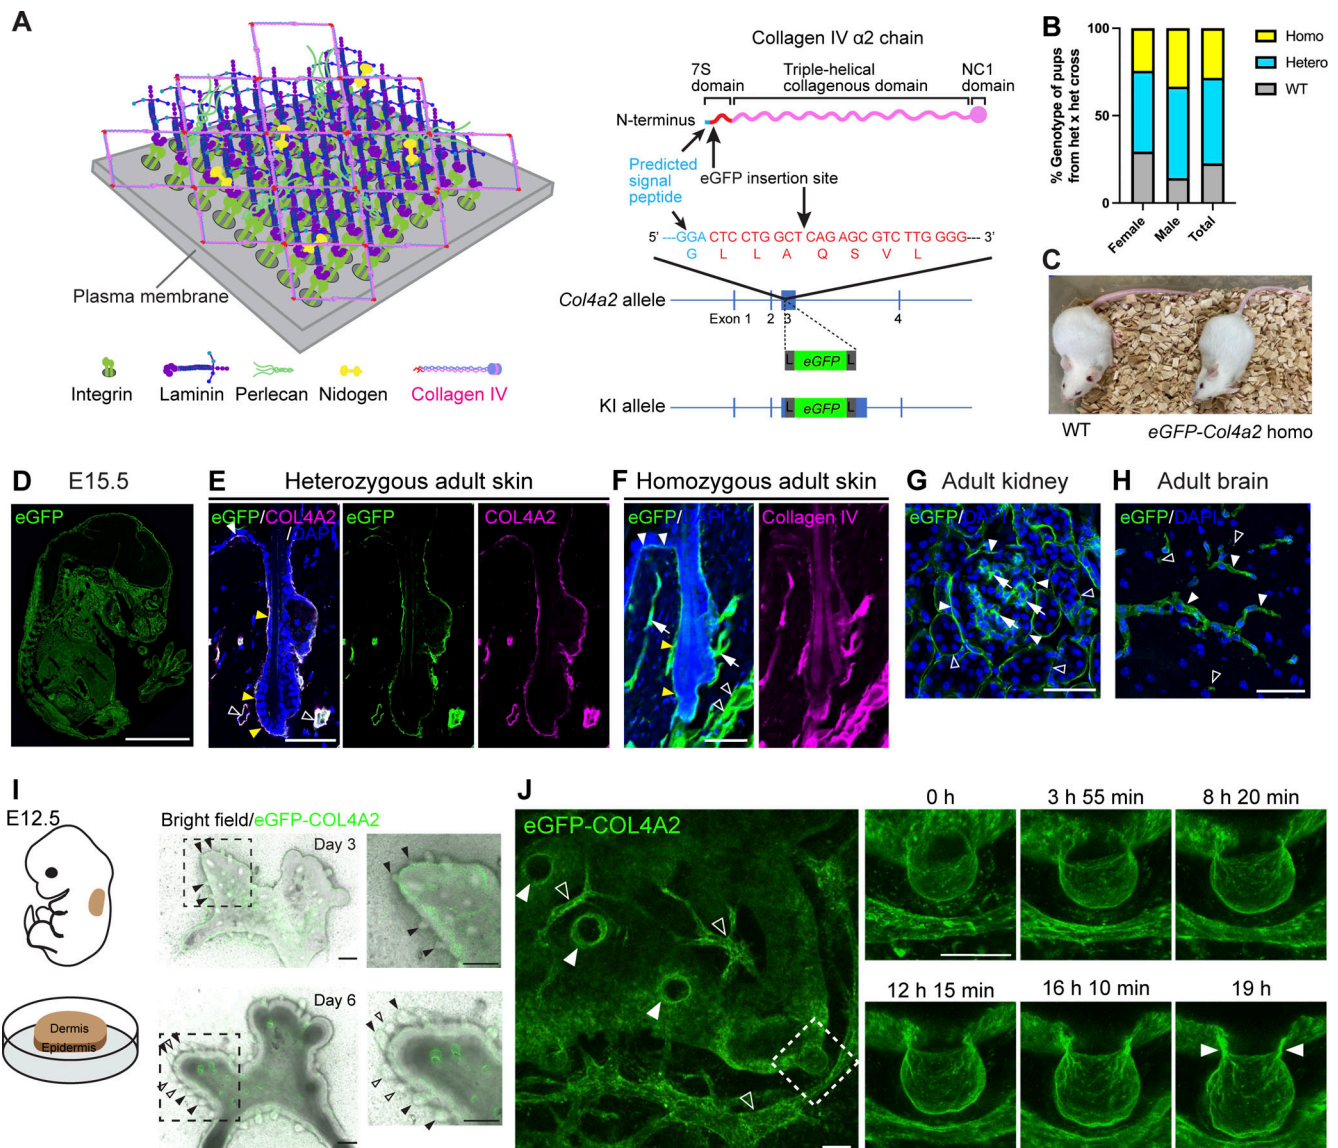 A
Plasma membrane
Integrin
Laminin
Perlecan
Nidogen
Collagen IV
Collagen IV α2 chain
7S
domain
Triple-helical
collagenous domain
NC1
domain
N-terminus
Predicted
signal
peptide
eGFP insertion site
5' ---GGA CTC CTG GCT CAG AGC GTC TTG GGG--- 3'
G L L A Q S V L
Col4a2 allele
Exon 1
2
3
4
L eGFP L
KI allele
L eGFP L
B
% Genotype of pups
from het x het cross
100
50
0
Female
Male
Total
Homo
Hetero
WT
C
WT
eGFP-Col4a2 homo
D
E15.5
eGFP
E
Heterozygous adult skin
eGFP/COL4A2
/DAPI
eGFP
COL4A2
F
Homozygous adult skin
eGFP/DAPI
Collagen IV
G
Adult kidney
eGFP/DAPI
H
Adult brain
eGFP/DAPI
I
E12.5
Dermis
Epidermis
Bright field/eGFP-COL4A2
Day 3
Day 6
J
eGFP-COL4A2
0 h
3 h 55 min
8 h 20 min
12 h 15 min
16 h 10 min
19 h